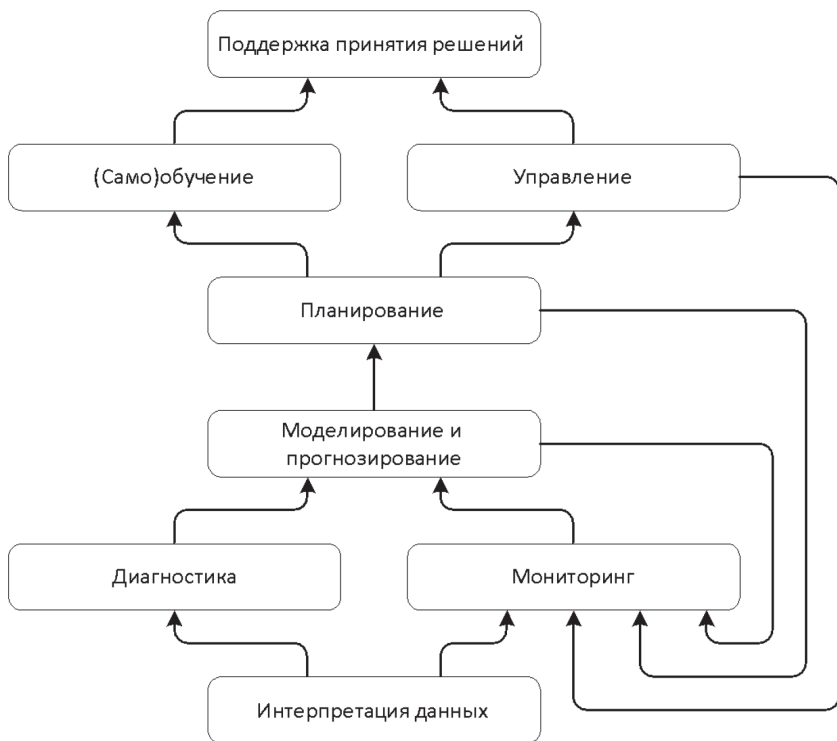 Поддержка принятия решений
(Само)обучение
Управление
Планирование
Моделирование и
прогнозирование
Диагностика
Мониторинг
Интерпретация данных